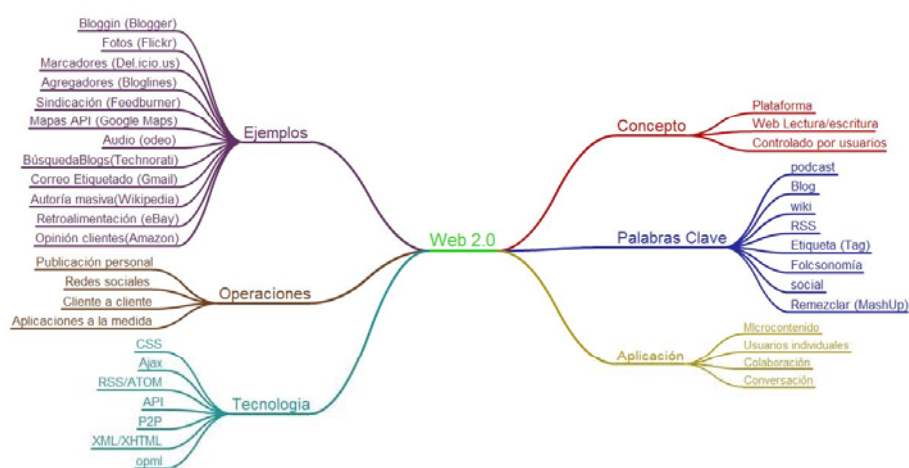 Web 2.0
Ejemplos
Bloggin (Blogger)
Fotos (Flickr)
Marcadores (Del.icio.us)
Agregadores (Bloglines)
Sindicación (Feedburner)
Mapas API (Google Maps)
Audio (odeo)
BúsquedaBlogs(Technorati)
Correo Etiquetado (Gmail)
Autoría masiva(Wikipedia)
Retroalimentación (eBay)
Opinión clientes(Amazon)
Operaciones
Publicación personal
Redes sociales
Cliente a cliente
Aplicaciones a la medida
Tecnologia
CSS
Ajax
RSS/ATOM
API
P2P
XML/XHTML
opml
Concepto
Plataforma
Web Lectura/escritura
Controlado por usuarios
Palabras Clave
podcast
Blog
wiki
RSS
Etiqueta (Tag)
Folcsonomía
social
Remezclar (MashUp)
Aplicación
Microcontenido
Usuarios individuales
Colaboración
Conversación